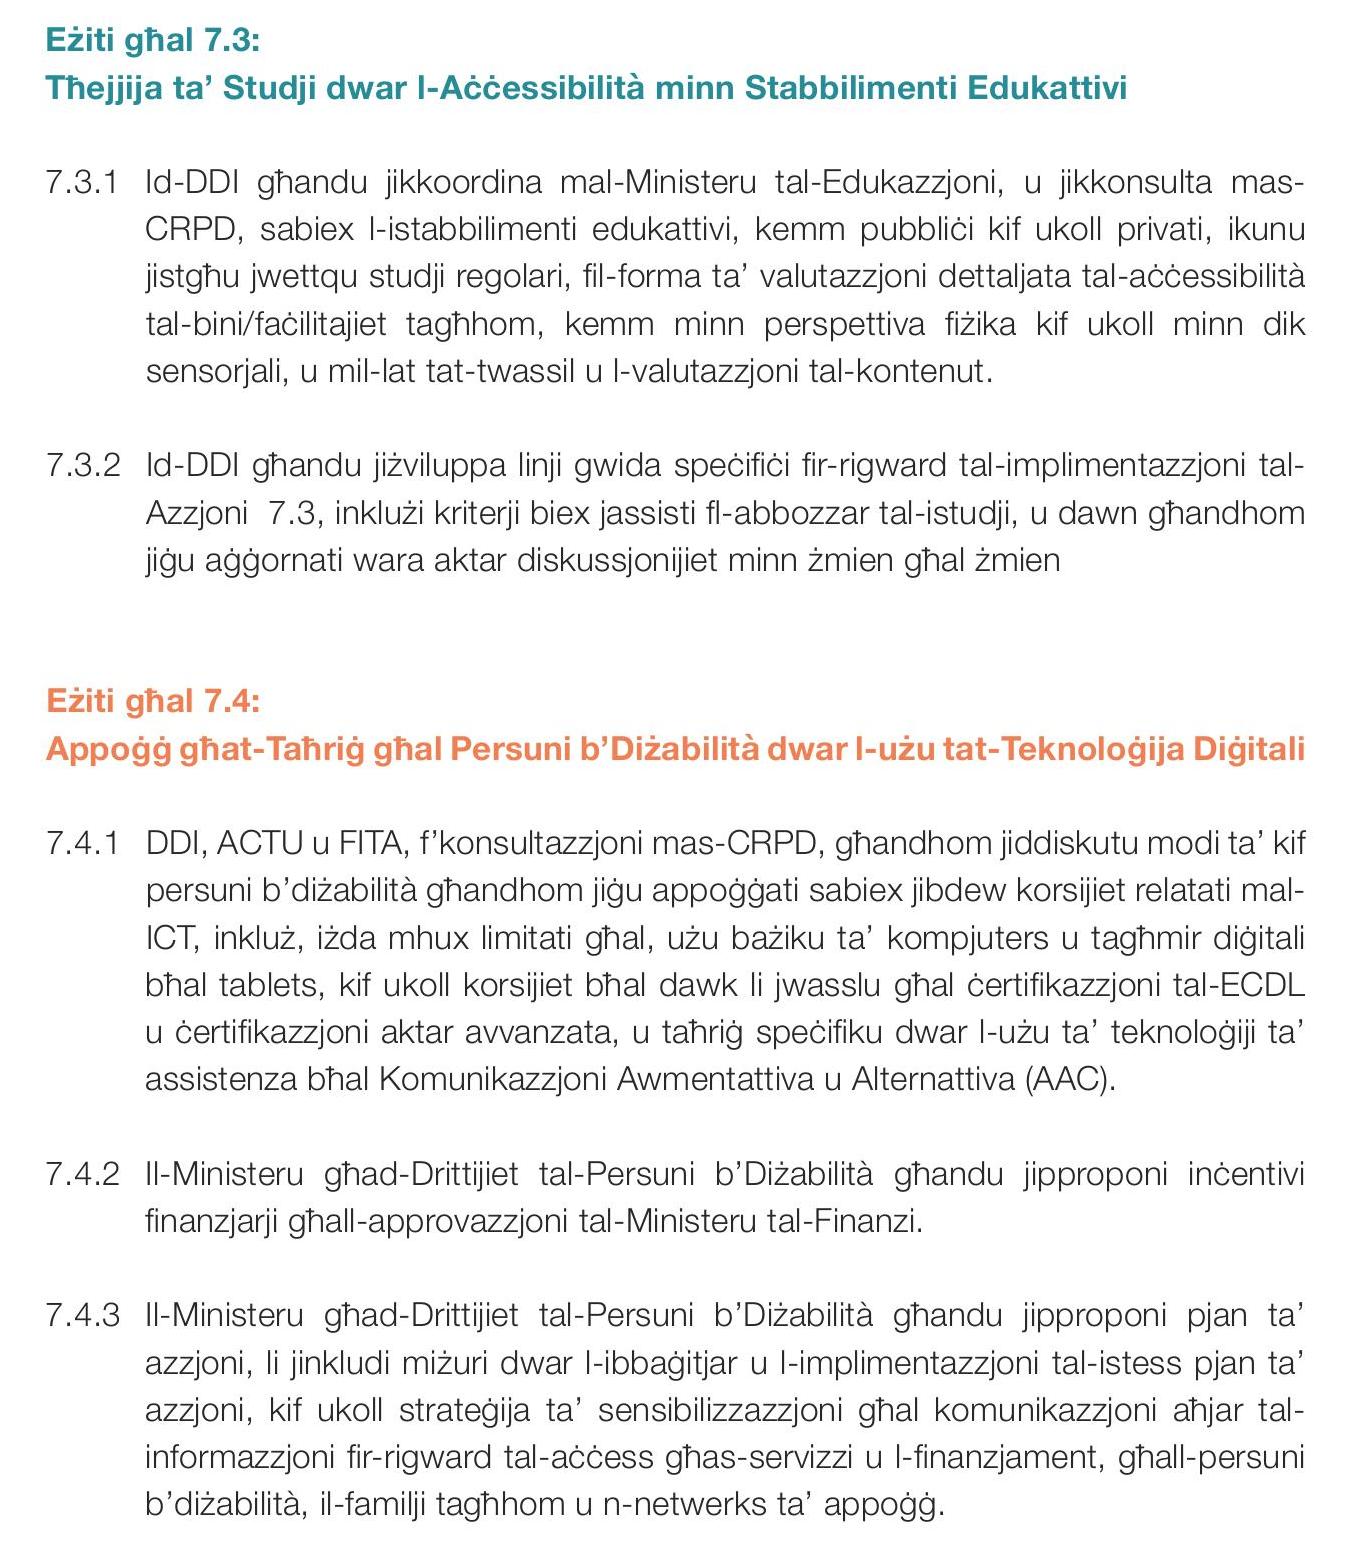 Eżiti għal 7.3:
Tħejjija ta’ Studji dwar l-Aċċessibilità minn Stabbilimenti Edukattivi
7.3.1 Id-DDI għandu jikkoordina mal-Ministeru tal-Edukazzjoni, u jikkonsulta mas-
CRPD, sabiex l-istabbilimenti edukattivi, kemm pubbliċi kif ukoll privati, ikunu
jistgħu jwettqu studji regolari, fil-forma ta’ valutazzjoni dettaljata tal-aċċessibilità
tal-bini/faċilitajiet tagħhom, kemm minn perspettiva fiżika kif ukoll minn dik
sensorjali, u mil-lat tat-twassil u l-valutazzjoni tal-kontenut.
7.3.2 Id-DDI għandu jiżviluppa linji gwida speċifiċi fir-rigward tal-implimentazzjoni tal-
Azzjoni 7.3, inklużi kriterji biex jassisti fl-abbozzar tal-istudji, u dawn għandhom
jiġu aġġornati wara aktar diskussjonijiet minn żmien għal żmien
Eżiti għal 7.4:
Appoġġ għat-Taħriġ għal Persuni b’Diżabilità dwar l-użu tat-Teknoloġija Diġitali
7.4.1 DDI, ACTU u FITA, f’konsultazzjoni mas-CRPD, għandhom jiddiskutu modi ta’ kif
persuni b’diżabilità għandhom jiġu appoġġati sabiex jibdew korsijiet relatati mal-
ICT, inkluż, iżda mhux limitati għal, użu bażiku ta’ kompjuters u tagħmir diġitali
bħal tablets, kif ukoll korsijiet bħal dawk li jwasslu għal ċertifikazzjoni tal-ECDL
u ċertifikazzjoni aktar avvanzata, u taħriġ speċifiku dwar l-użu ta’ teknoloġiji ta’
assistenza bħal Komunikazzjoni Awmentattiva u Alternattiva (AAC).
7.4.2 Il-Ministeru għad-Drittijiet tal-Persuni b’Diżabilità għandu jipproponi inċentivi
finanzjarji għall-approvazzjoni tal-Ministeru tal-Finanzi.
7.4.3 Il-Ministeru għad-Drittijiet tal-Persuni b’Diżabilità għandu jipproponi pjan ta’
azzjoni, li jinkludi miżuri dwar l-ibbaġitjar u l-implimentazzjoni tal-istess pjan ta’
azzjoni, kif ukoll strateġija ta’ sensibilizzazzjoni għal komunikazzjoni aħjar tal-
informazzjoni fir-rigward tal-aċċess għas-servizzi u l-finanzjament, għall-persuni
b’diżabilità, il-familji tagħhom u n-netwerks ta’ appoġġ.